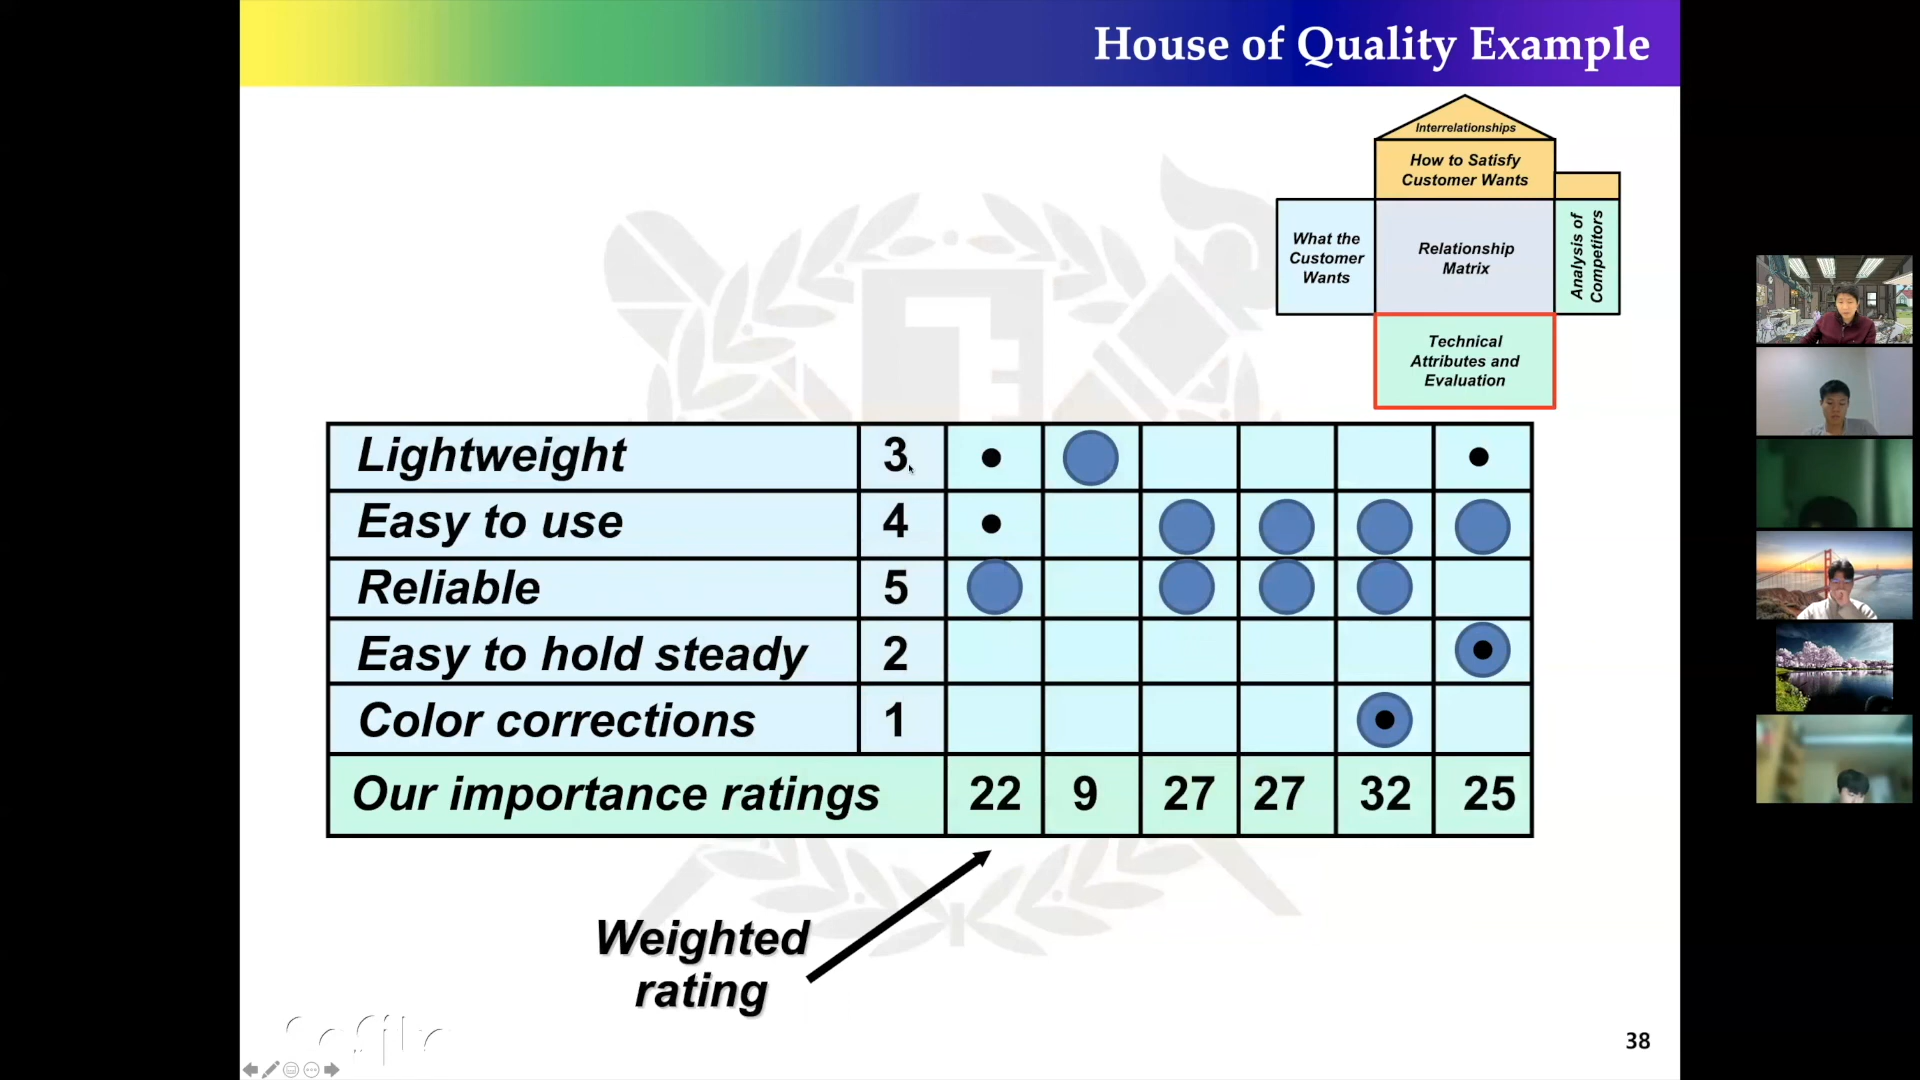 House of Quality Example
Interrelationships
How to Satisfy
Customer Wants
What the
Customer
Wants
Relationship
Matrix
Analysis of
Competitors
Technical
Attributes and
Evaluation
Lightweight 3
Easy to use 4
Reliable 5
Easy to hold steady 2
Color corrections 1
Our importance ratings 22 9 27 27 32 25
Weighted
rating
38